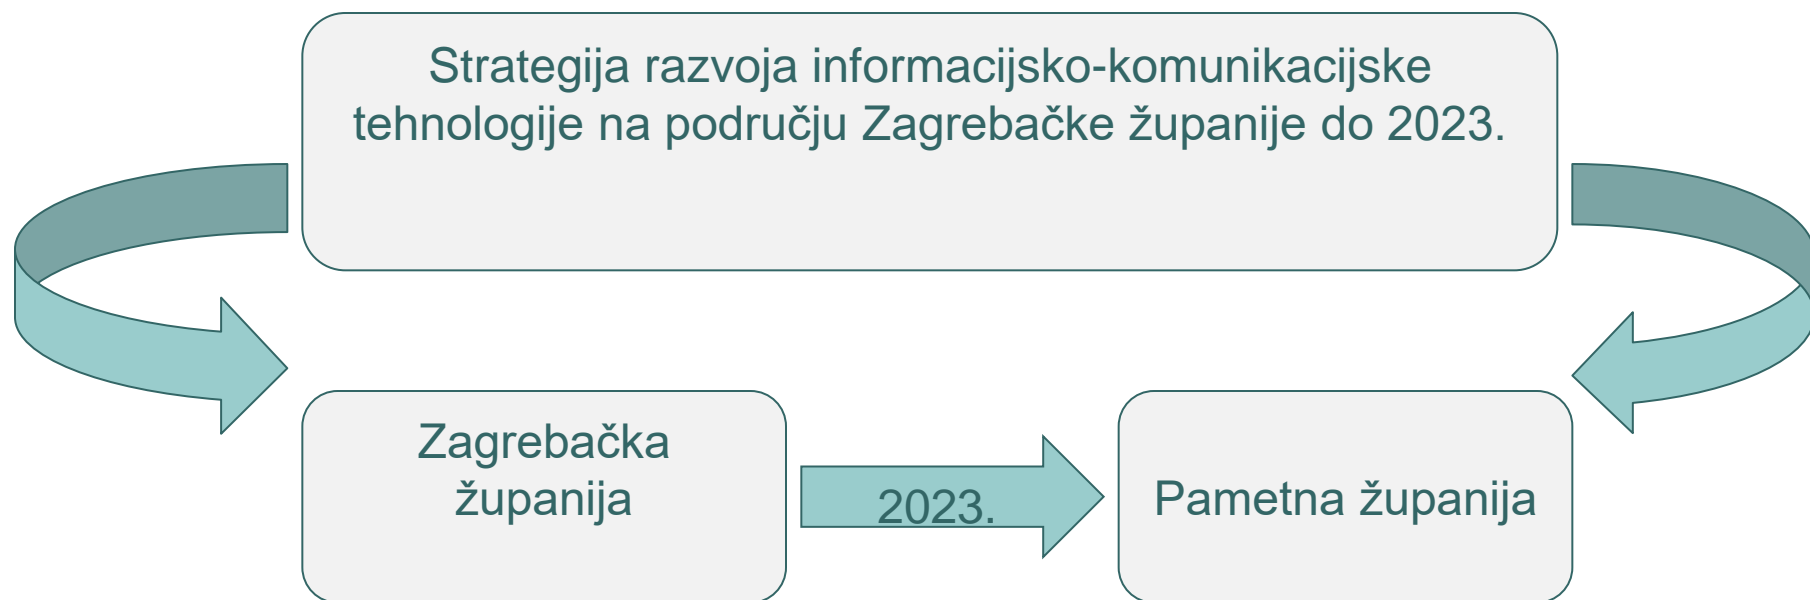 Strategija razvoja informacijsko-komunikacijske
tehnologije na području Zagrebačke županije do 2023.
Zagrebačka
županija
2023.
Pametna županija